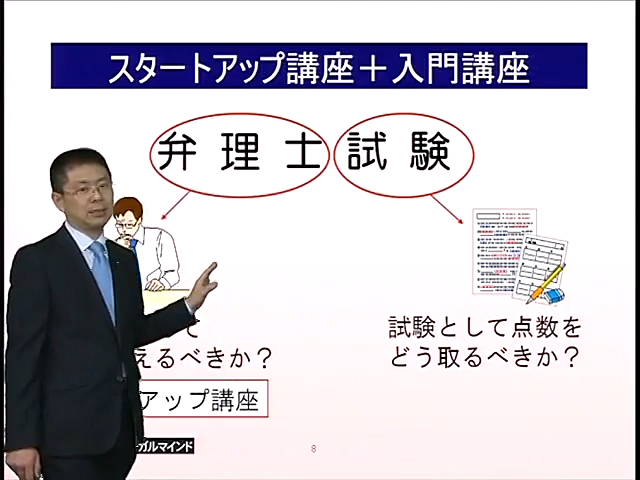 スタートアップ講座＋入門講座
弁理士 試験
て
えるべきか？
アップ講座
試験として点数を
どう取るべきか？
ガルマインド
8